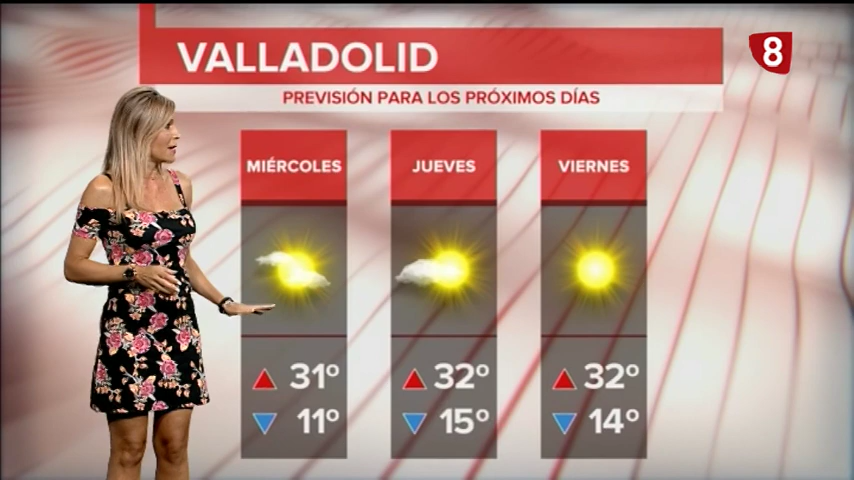 8
VALLADOLID
PREVISIÓN PARA LOS PRÓXIMOS DÍAS
MIÉRCOLES JUEVES VIERNES
31º 32º 32º
11º 15º 14º